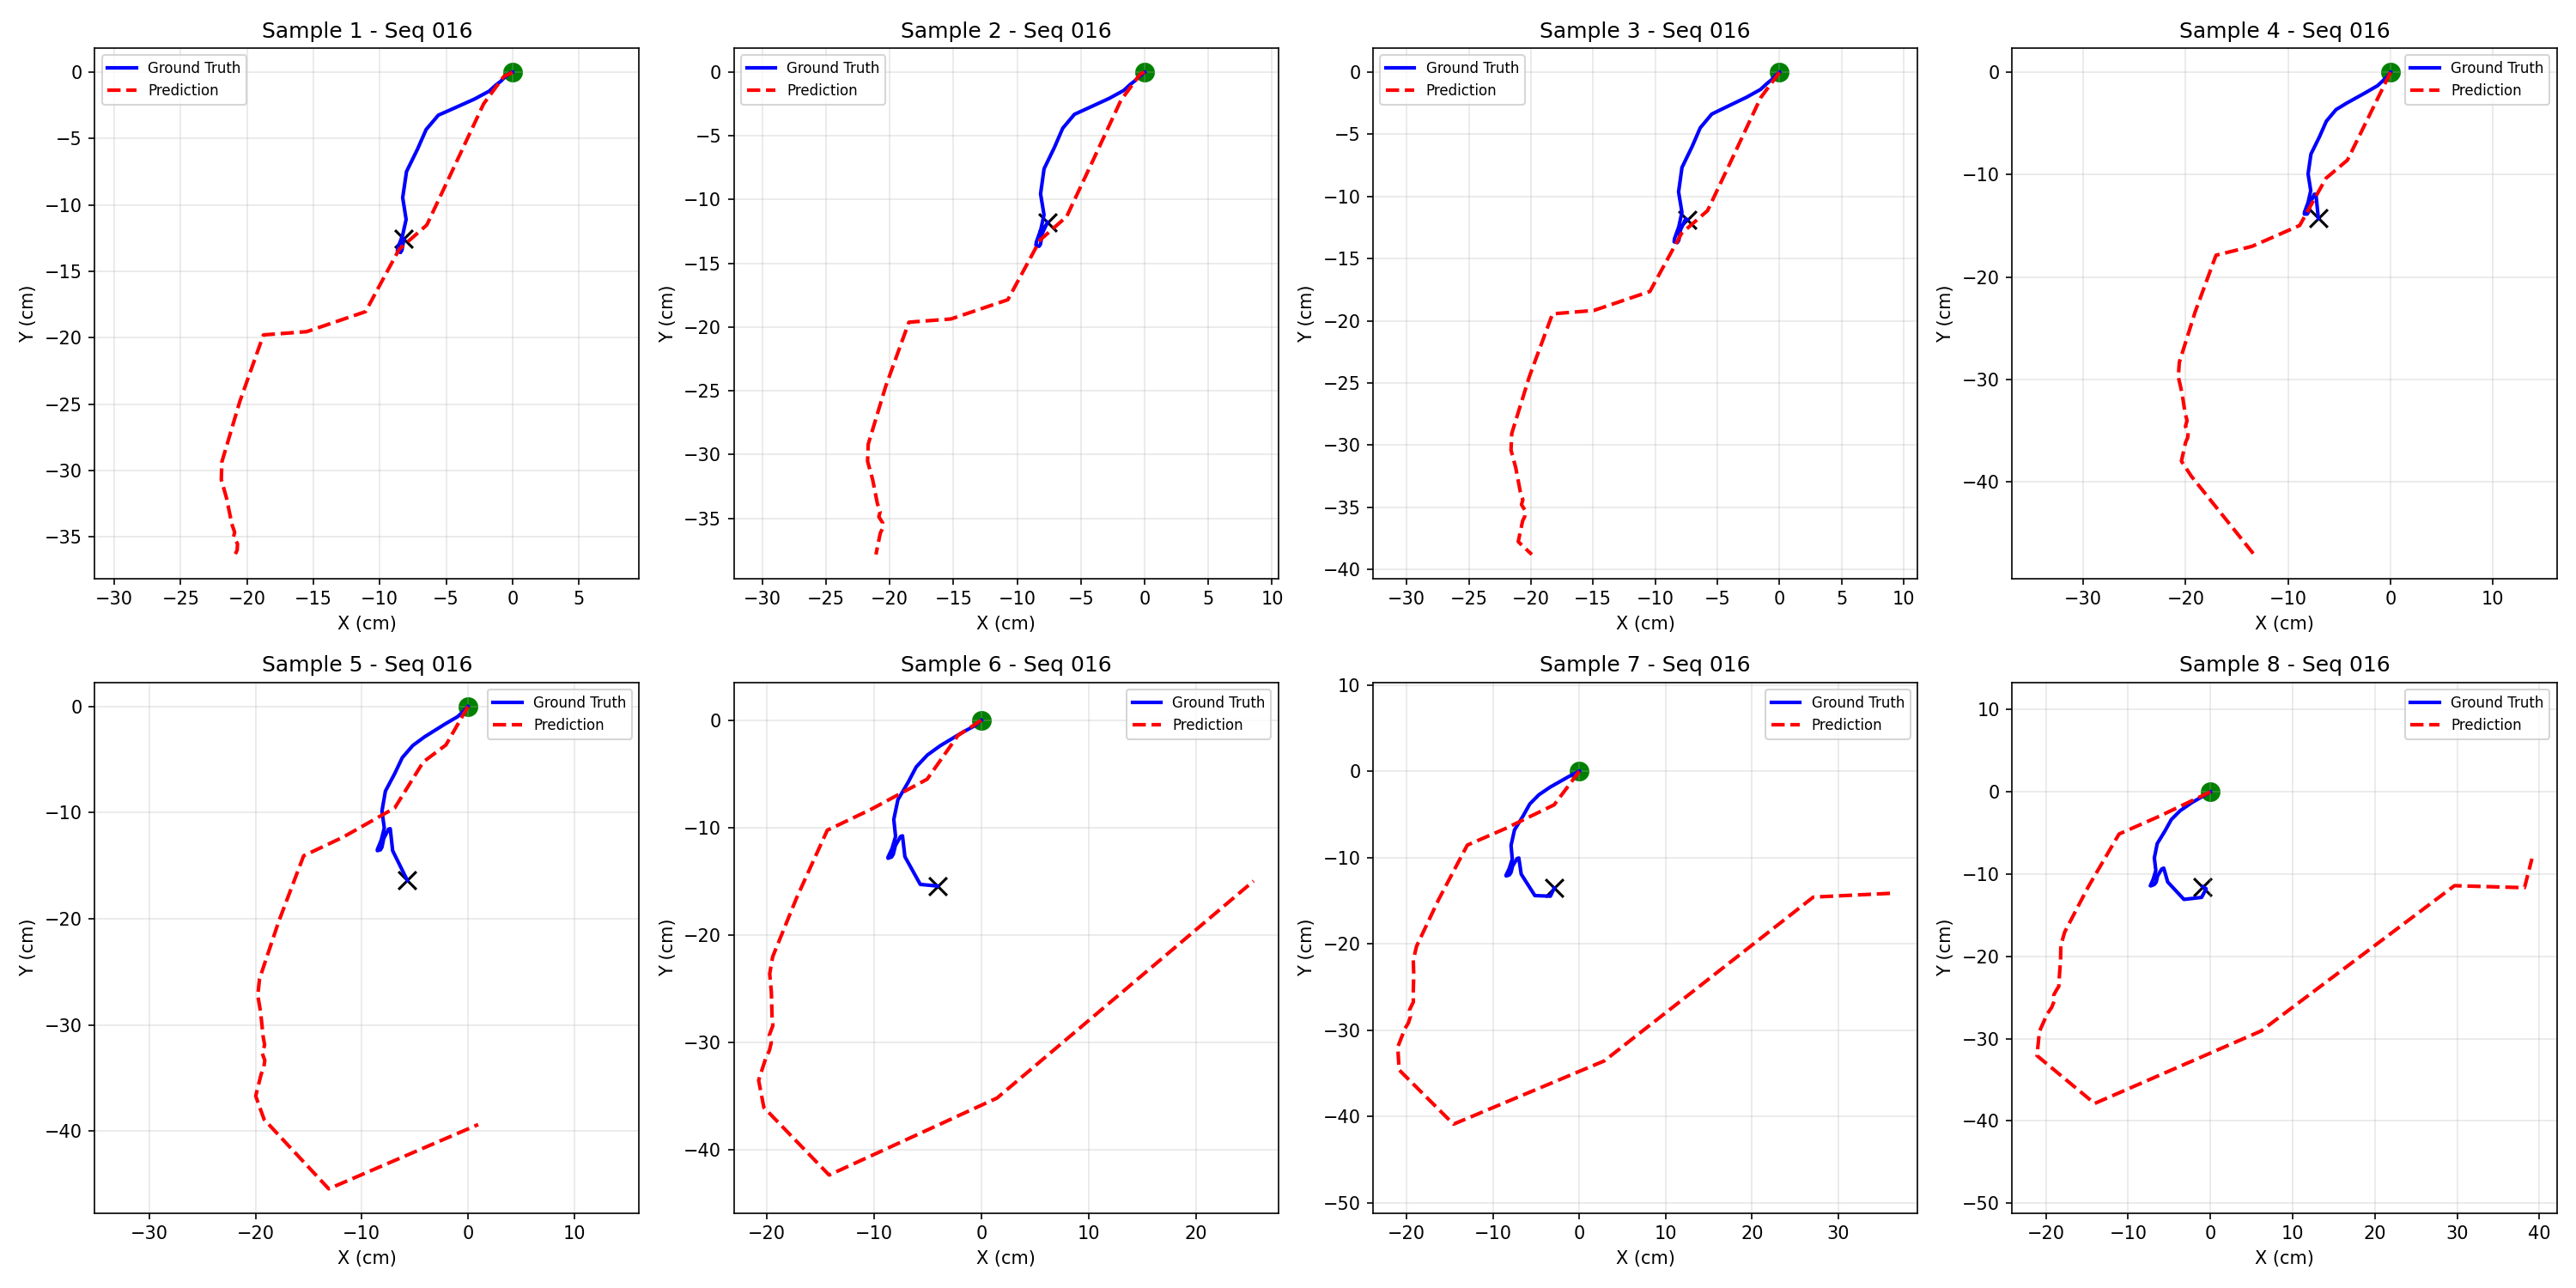 Sample 1 - Seq 016
Ground Truth
Prediction
0
−5
−10
−15
−20
−25
−30
−35
Y (cm)
−30 −25 −20 −15 −10 −5 0 5
X (cm)
Sample 2 - Seq 016
Ground Truth
Prediction
0
−5
−10
−15
−20
−25
−30
−35
Y (cm)
−30 −25 −20 −15 −10 −5 0 5 10
X (cm)
Sample 3 - Seq 016
Ground Truth
Prediction
0
−5
−10
−15
−20
−25
−30
−35
−40
Y (cm)
−30 −25 −20 −15 −10 −5 0 5 10
X (cm)
Sample 4 - Seq 016
Ground Truth
Prediction
0
−10
−20
−30
−40
Y (cm)
−30 −20 −10 0 10
X (cm)
Sample 5 - Seq 016
Ground Truth
Prediction
0
−10
−20
−30
−40
Y (cm)
−30 −20 −10 0 10
X (cm)
Sample 6 - Seq 016
Ground Truth
Prediction
0
−10
−20
−30
−40
Y (cm)
−20 −10 0 10 20
X (cm)
Sample 7 - Seq 016
Ground Truth
Prediction
10
0
−10
−20
−30
−40
−50
Y (cm)
−20 −10 0 10 20 30
X (cm)
Sample 8 - Seq 016
Ground Truth
Prediction
10
0
−10
−20
−30
−40
−50
Y (cm)
−20 −10 0 10 20 30 40
X (cm)